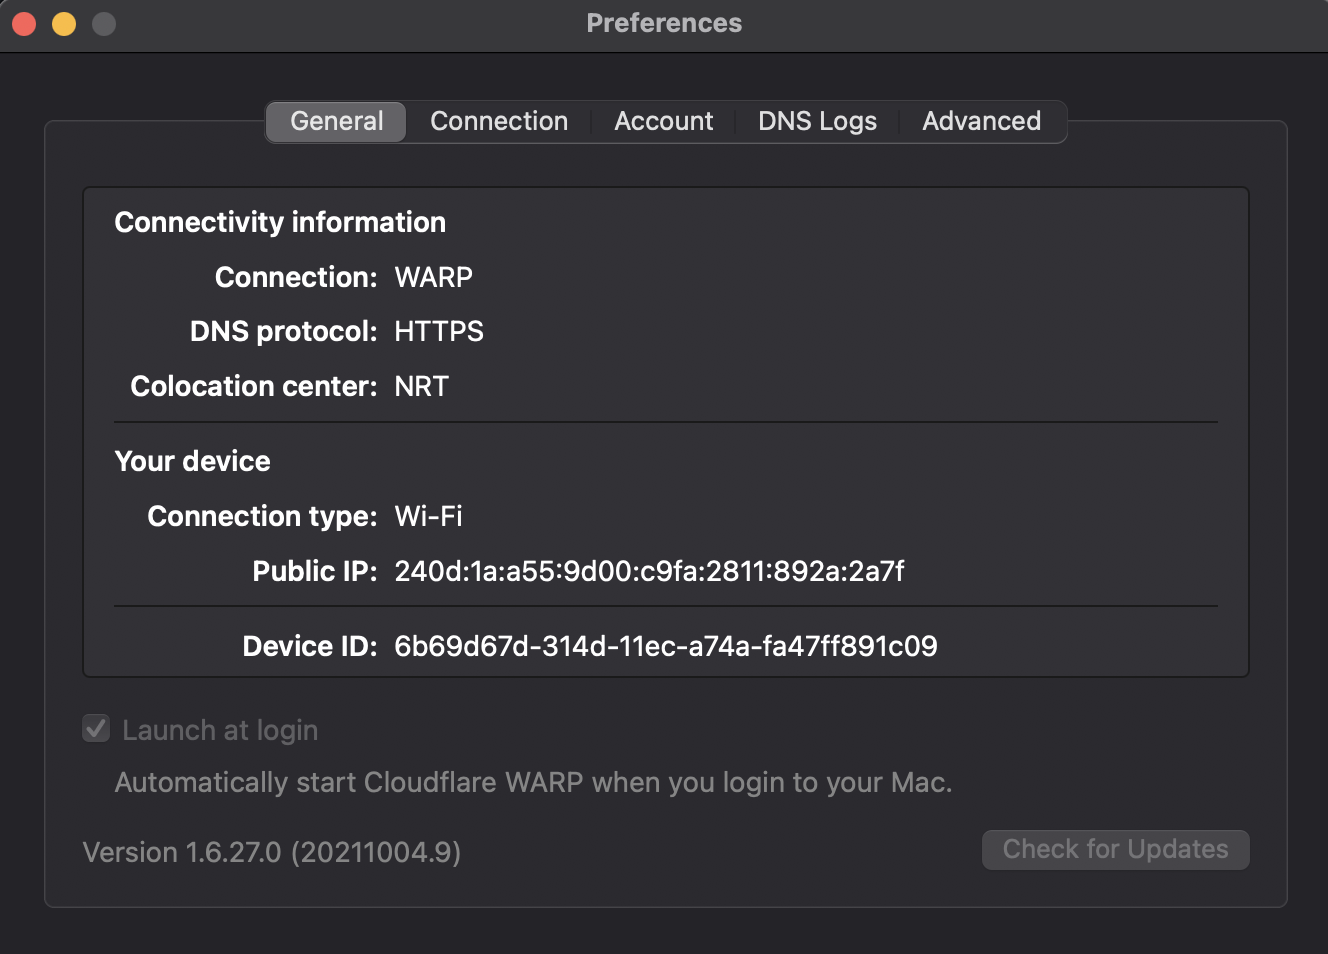 Preferences
General Connection Account DNS Logs Advanced
Connectivity information
Connection: WARP
DNS protocol: HTTPS
Colocation center: NRT
Your device
Connection type: Wi-Fi
Public IP: 240d:1a:a55:9d00:c9fa:2811:892a:2a7f
Device ID: 6b69d67d-314d-11ec-a74a-fa47ff891c09
Launch at login
Automatically start Cloudflare WARP when you login to your Mac.
Version 1.6.27.0 (20211004.9)
Check for Updates